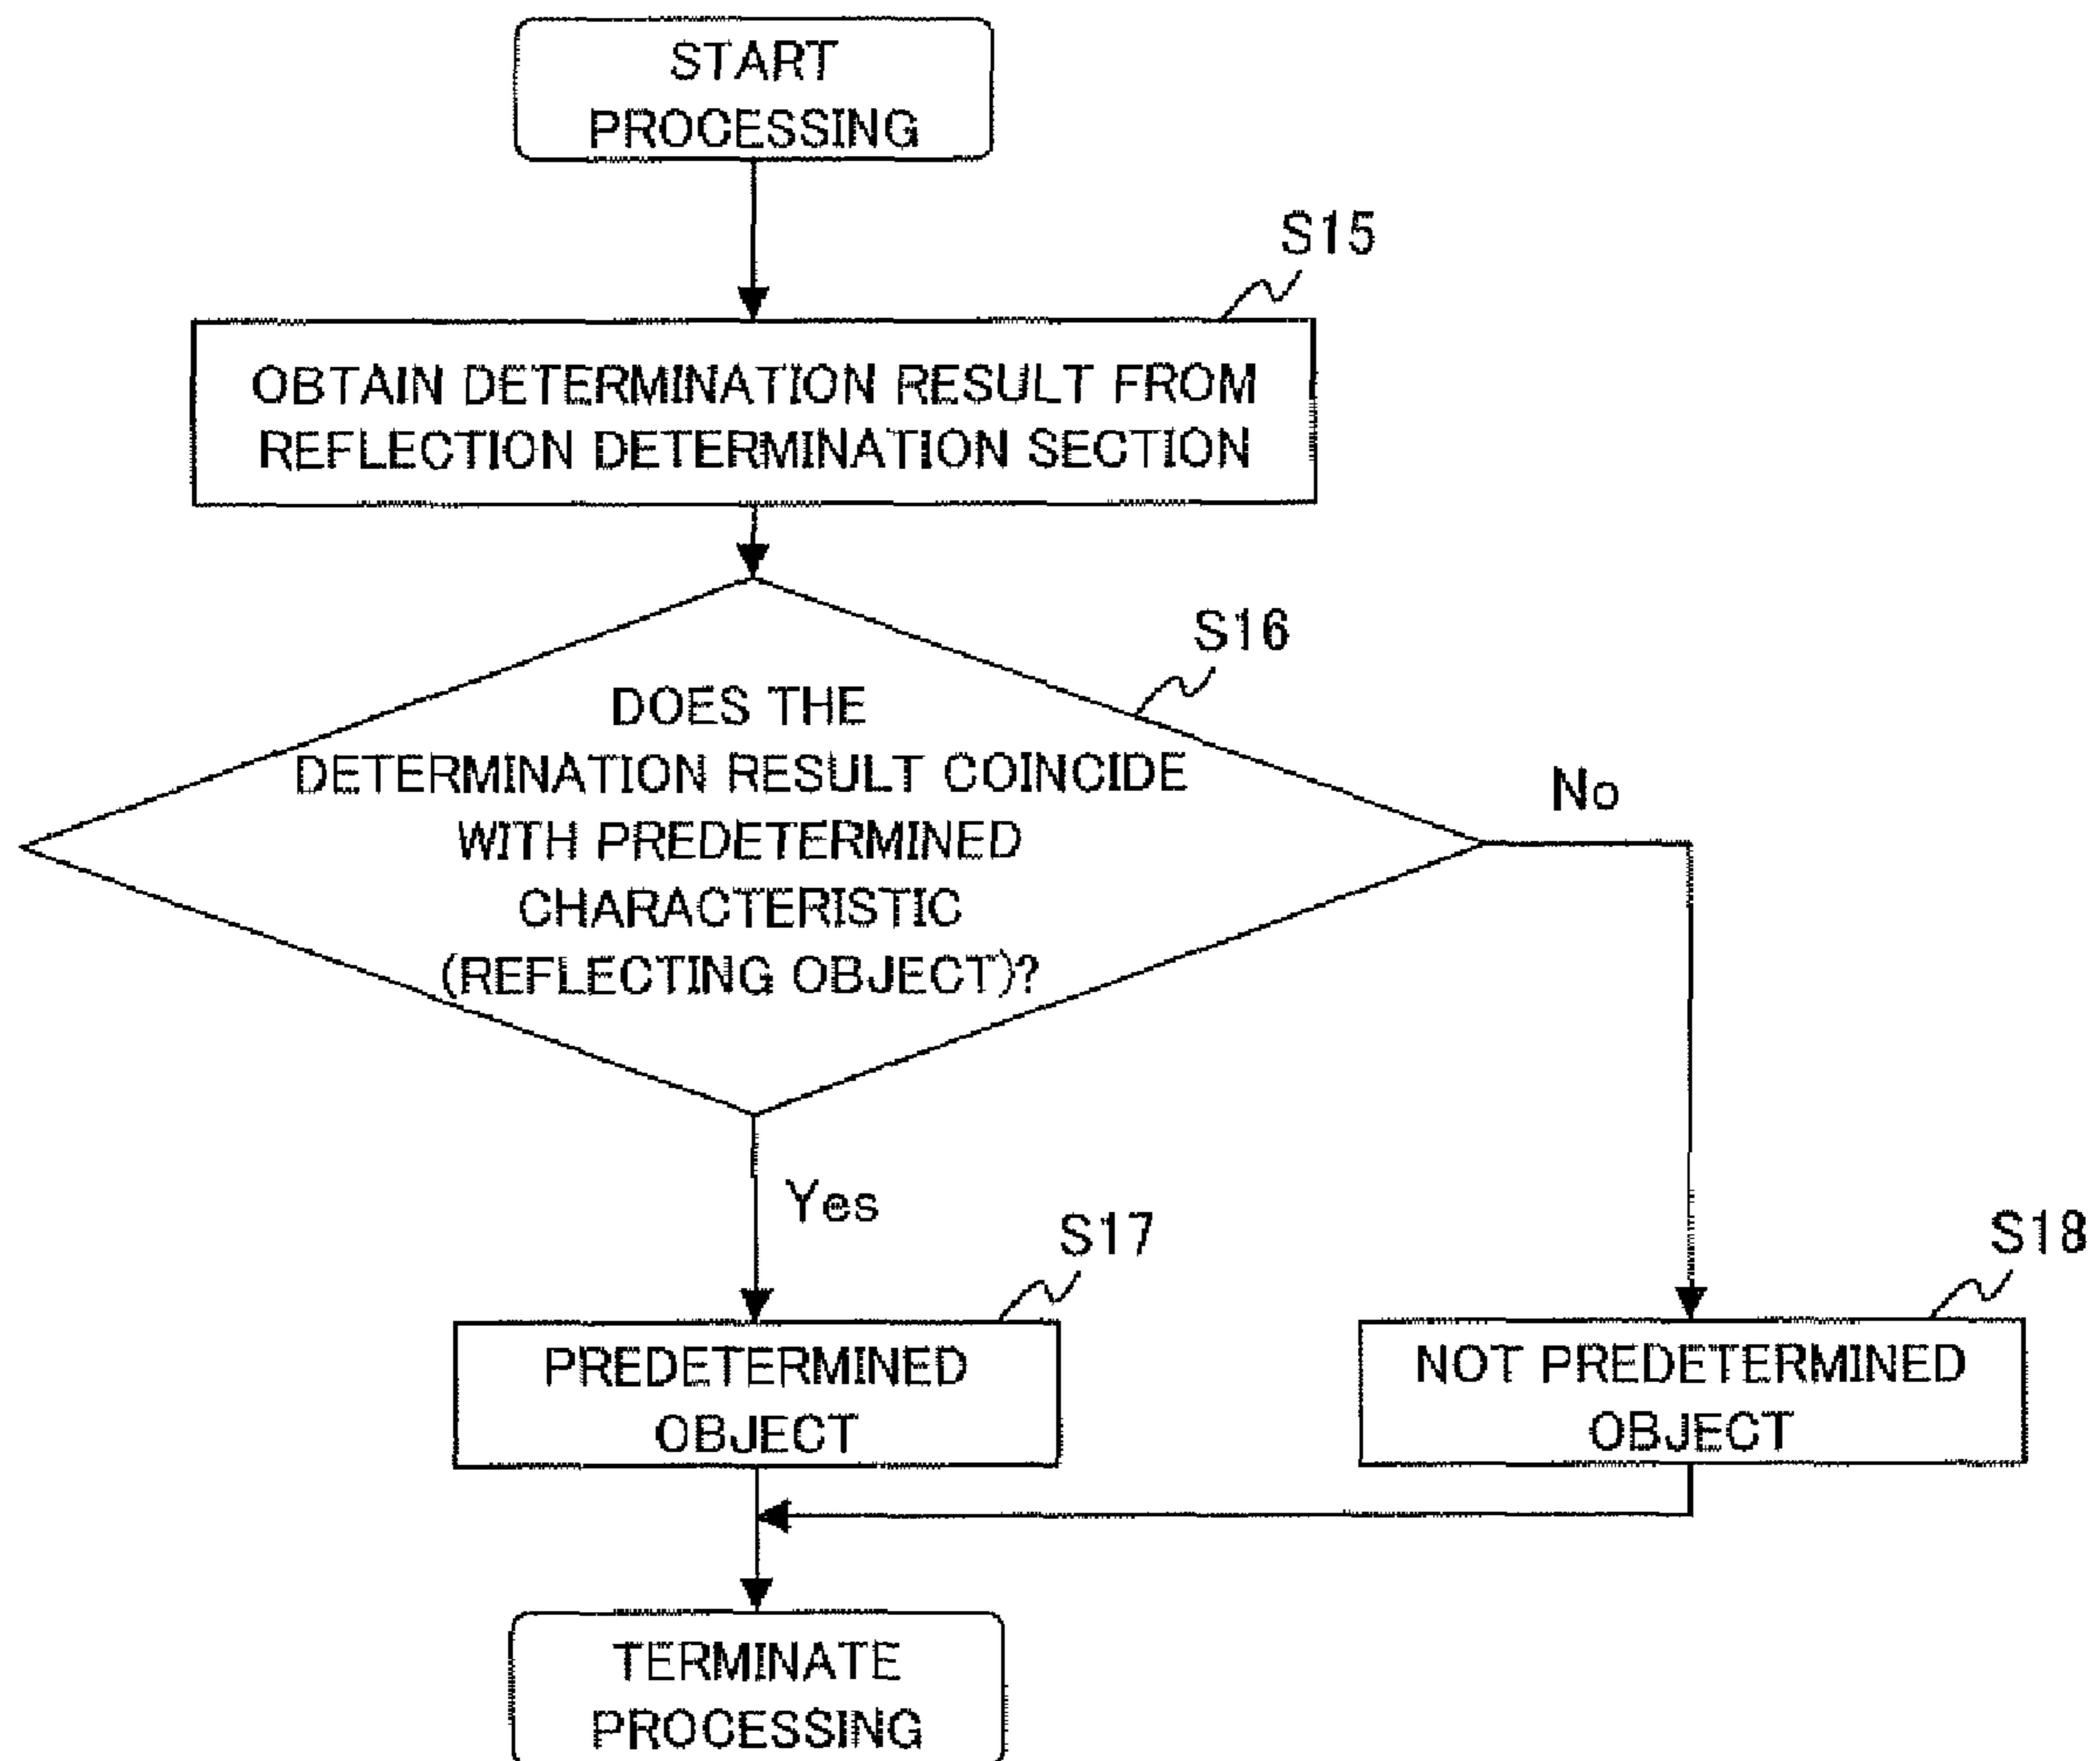 START
PROCESSING
S15
OBTAIN DETERMINATION RESULT FROM
REFLECTION DETERMINATION SECTION
S16
DOES THE
DETERMINATION RESULT COINCIDE
WITH PREDETERMINED
CHARACTERISTIC
(REFLECTING OBJECT)?
No
Yes
S17
PREDETERMINED
OBJECT
S18
NOT PREDETERMINED
OBJECT
TERMINATE
PROCESSING